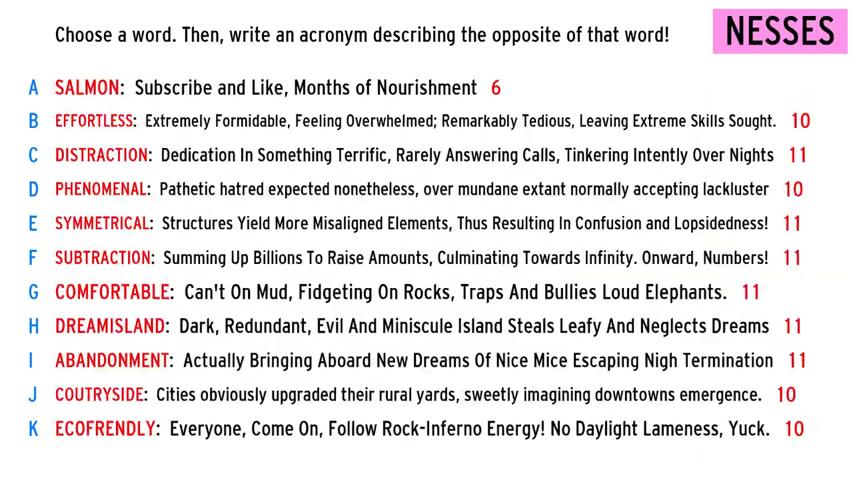 Choose a word. Then, write an acronym describing the opposite of that word!
NESSES
A SALMON: Subscribe and Like, Months of Nourishment 6
B EFFORTLESS: Extremely Formidable, Feeling Overwhelmed; Remarkably Tedious, Leaving Extreme Skills Sought. 10
C DISTRACTION: Dedication In Something Terrific, Rarely Answering Calls, Tinkering Intently Over Nights 11
D PHENOMENAL: Pathetic hatred expected nonetheless, over mundane extant normally accepting lackluster 10
E SYMMETRICAL: Structures Yield More Misaligned Elements, Thus Resulting In Confusion and Lopsidedness! 11
F SUBTRACTION: Summing Up Billions To Raise Amounts, Culminating Towards Infinity. Onward, Numbers! 11
G COMFORTABLE: Can't On Mud, Fidgeting On Rocks, Traps And Bullies Loud Elephants. 11
H DREAMISLAND: Dark, Redundant, Evil And Miniscule Island Steals Leafy And Neglects Dreams 11
I ABANDONMENT: Actually Bringing Aboard New Dreams Of Nice Mice Escaping Nigh Termination 11
J COUTRYSIDE: Cities obviously upgraded their rural yards, sweetly imagining downtowns emergence. 10
K ECOFRENDLY: Everyone, Come On, Follow Rock-Inferno Energy! No Daylight Lameness, Yuck. 10